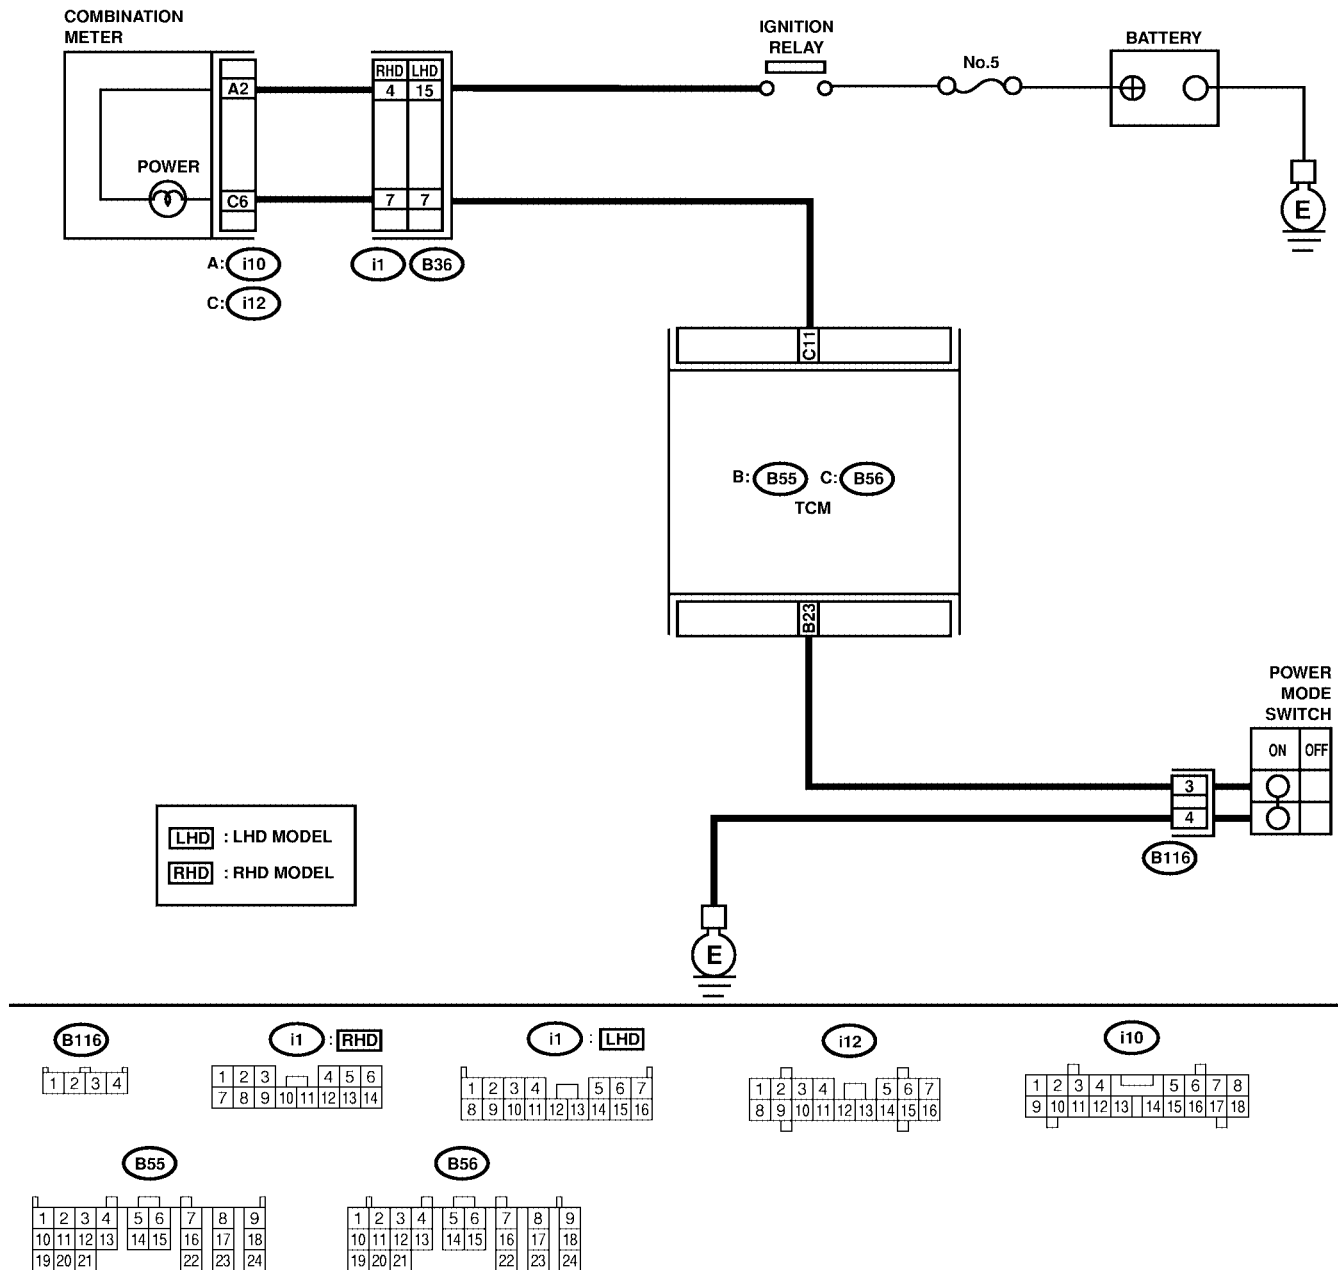 COMBINATION
METER
IGNITION
RELAY
No.5
BATTERY
RHD LHD
A2 4 15
POWER
C6 7 7
E
A: i10 i1 B36
C: i12
C11
B: B55 C: B56
TCM
B23
POWER
MODE
SWITCH
ON OFF
3
4
B116
LHD : LHD MODEL
RHD : RHD MODEL
E
B116 i1 : RHD i1 : LHD i12 i10
1 2 3 4
1 2 3 4 5 6
7 8 9 10 11 12 13 14
1 2 3 4 5 6 7
8 9 10 11 12 13 14 15 16
1 2 3 4 5 6 7
8 9 10 11 12 13 14 15 16
1 2 3 4 5 6 7 8
9 10 11 12 13 14 15 16 17 18
B55 B56
1 2 3 4 5 6 7 8 9
10 11 12 13 14 15 16 17 18
19 20 21 22 23 24
1 2 3 4 5 6 7 8 9
10 11 12 13 14 15 16 17 18
19 20 21 22 23 24